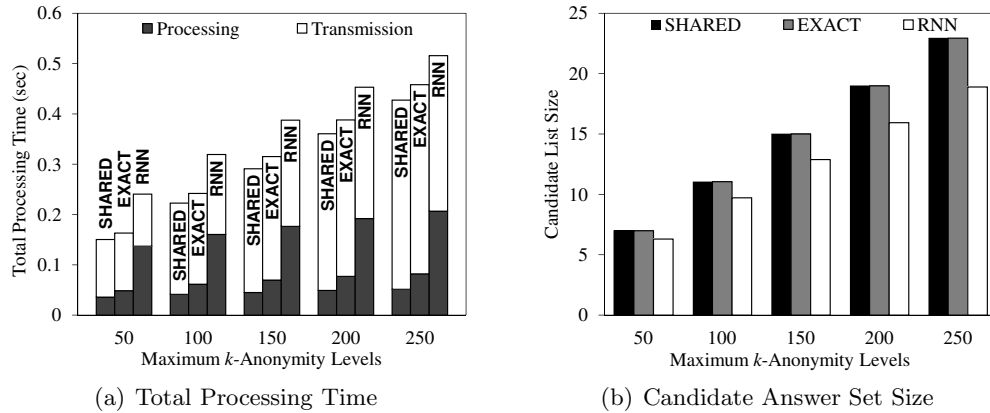 0.6
0.5
0.4
0.3
0.2
0.1
0
Total Processing Time (sec)
Processing
Transmission
SHARED
EXACT
RNN
SHARED
EXACT
RNN
SHARED
EXACT
RNN
SHARED
EXACT
RNN
SHARED
EXACT
RNN
50 100 150 200 250
Maximum k-Anonymity Levels
(a) Total Processing Time
25
20
15
10
5
0
Candidate List Size
SHARED EXACT RNN
50 100 150 200 250
Maximum k-Anonymity Levels
(b) Candidate Answer Set Size